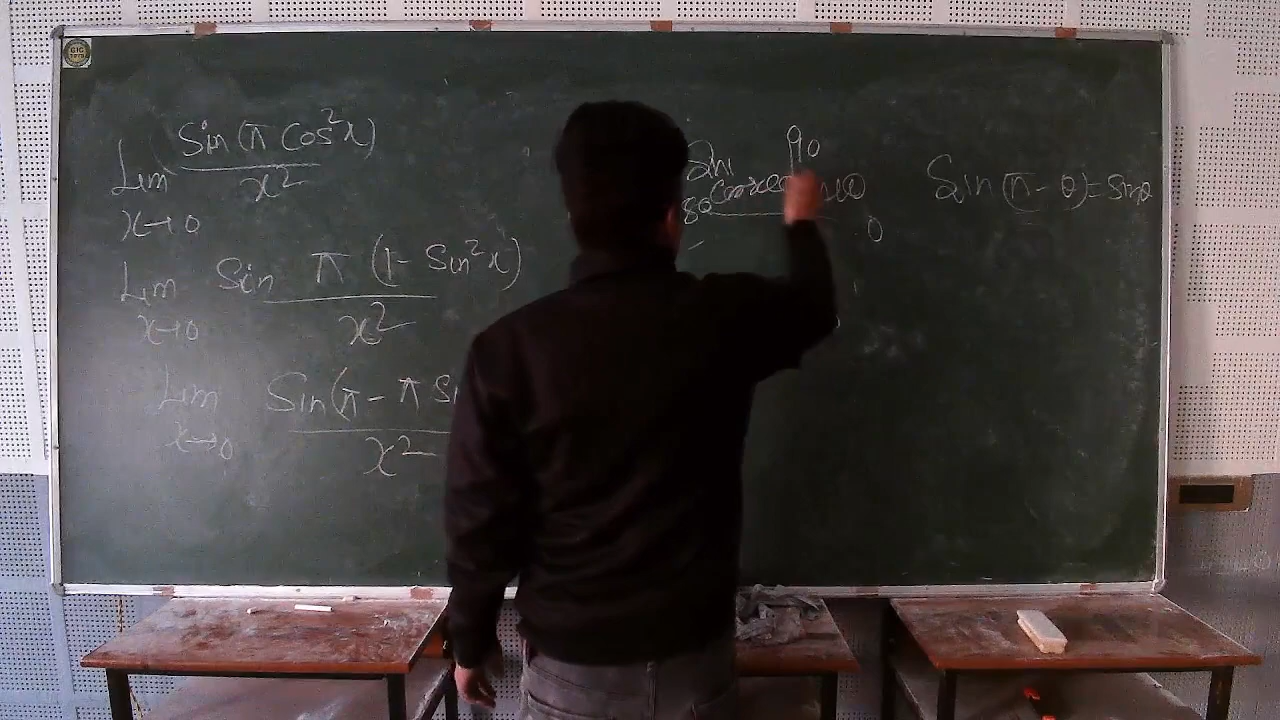 Sin(π Cos²x)
Lim
x²
x→0
Lim Sin π (1- Sin²x)
x→0 x²
Lim Sin(π - π Si
x→0 x²
90
0
Sin(π - θ)= Sinθ